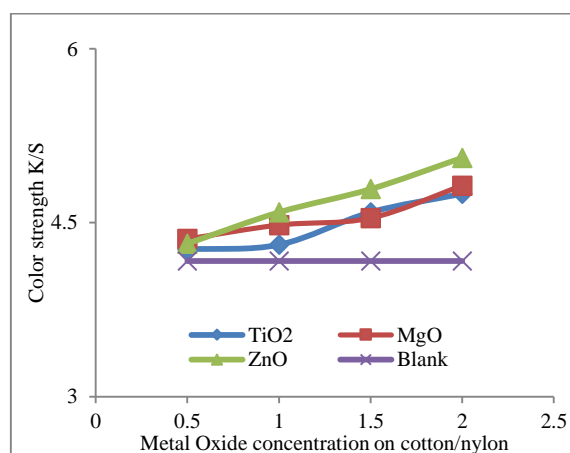 6
4.5
3
Color strength K/S
TiO2 MgO
ZnO Blank
0 0.5 1 1.5 2 2.5
Metal Oxide concentration on cotton/nylon